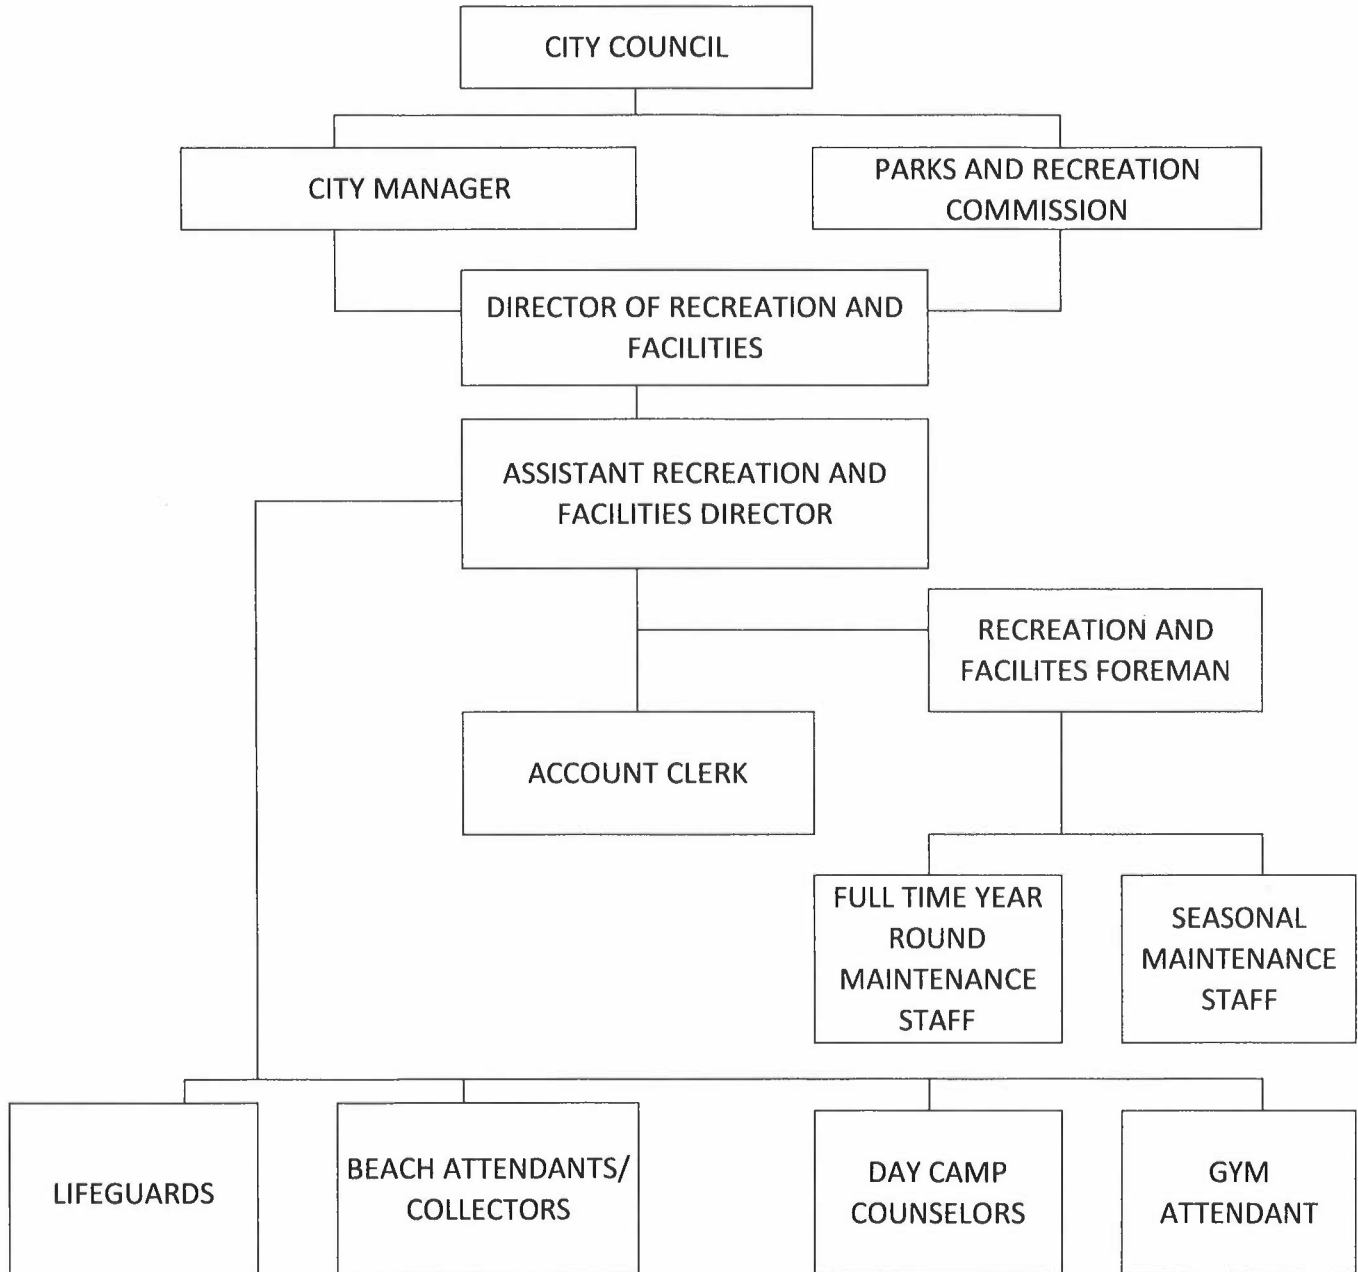 CITY COUNCIL
CITY MANAGER
PARKS AND RECREATION
COMMISSION
DIRECTOR OF RECREATION AND
FACILITIES
ASSISTANT RECREATION AND
FACILITIES DIRECTOR
RECREATION AND
FACILITES FOREMAN
ACCOUNT CLERK
FULL TIME YEAR
ROUND
MAINTENANCE
STAFF
SEASONAL
MAINTENANCE
STAFF
LIFEGUARDS
BEACH ATTENDANTS/
COLLECTORS
DAY CAMP
COUNSELORS
GYM
ATTENDANT